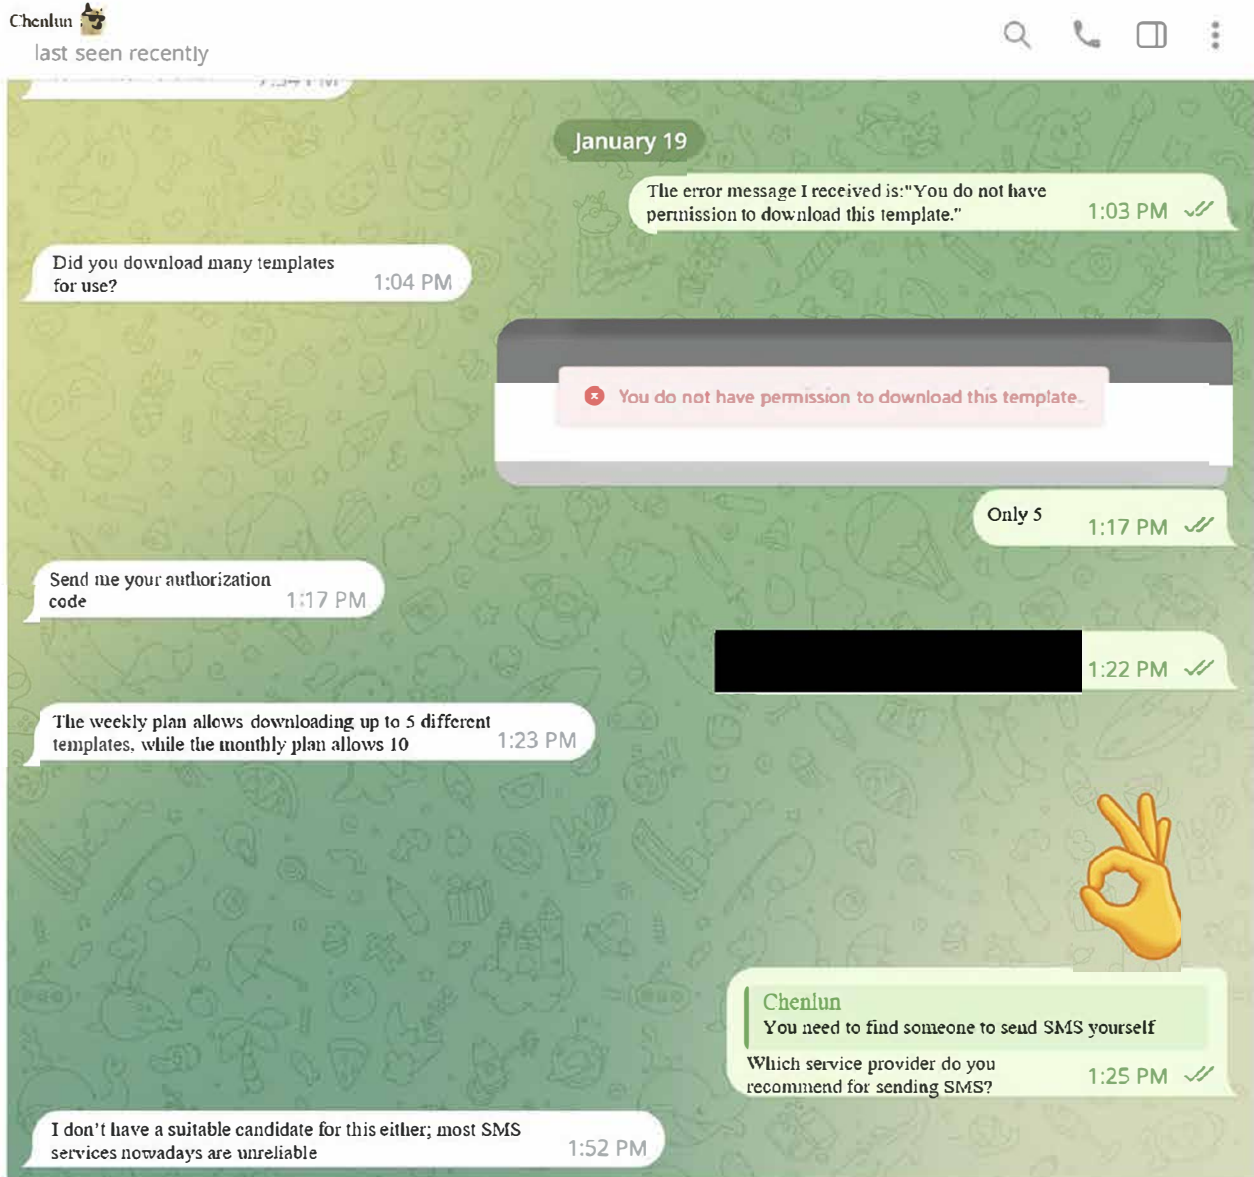 Chenlun
last seen recently
January 19
The error message I received is:"You do not have
permission to download this template."
1:03 PM
Did you download many templates
for use?
1:04 PM
You do not have permission to download this template.
Only 5
1:17 PM
Send me your authorization
code
1:17 PM
1:22 PM
The weekly plan allows downloading up to 5 different
templates, while the monthly plan allows 10
1:23 PM
Chenlun
You need to find someone to send SMS yourself
Which service provider do you
recommend for sending SMS?
1:25 PM
I don't have a suitable candidate for this either; most SMS
services nowadays are unreliable
1:52 PM